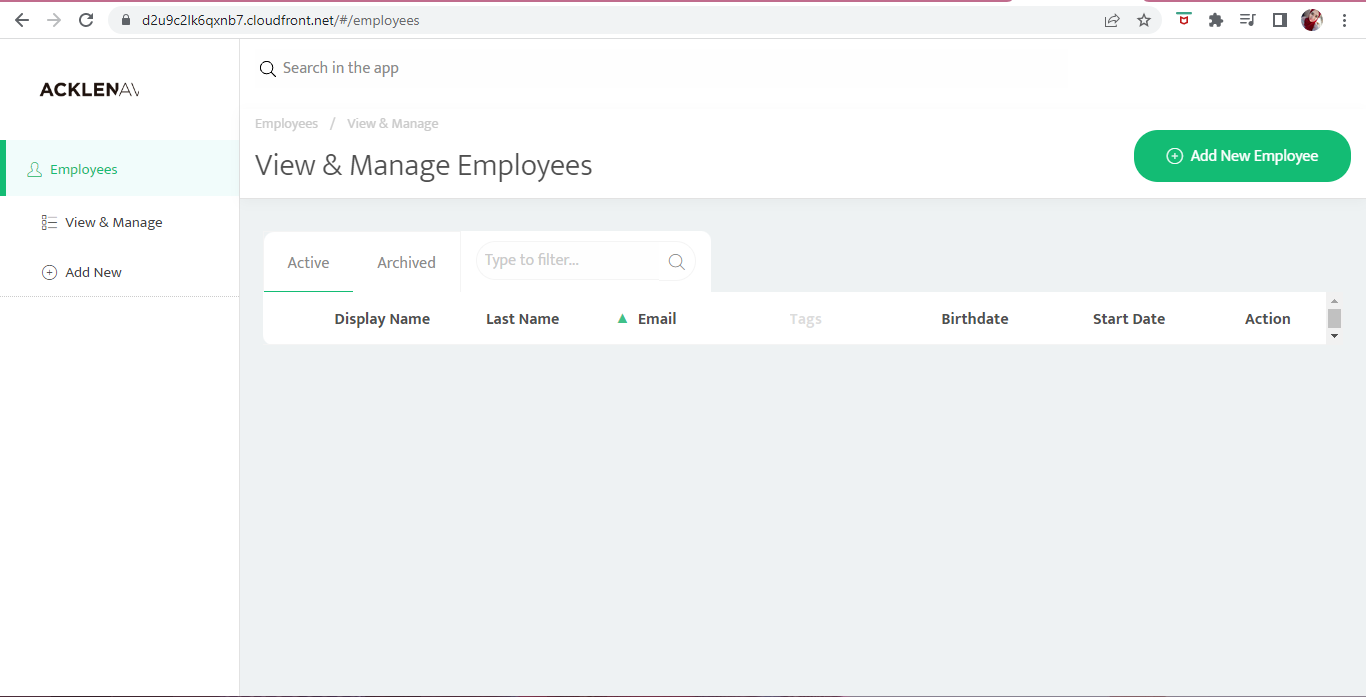 d2u9c2lk6qxnb7.cloudfront.net/#/employees
ACKLENAV
Search in the app
Employees / View & Manage
View & Manage Employees
Add New Employee
Employees
View & Manage
Add New
Active Archived Type to filter...
Display Name Last Name ▲ Email Tags Birthdate Start Date Action